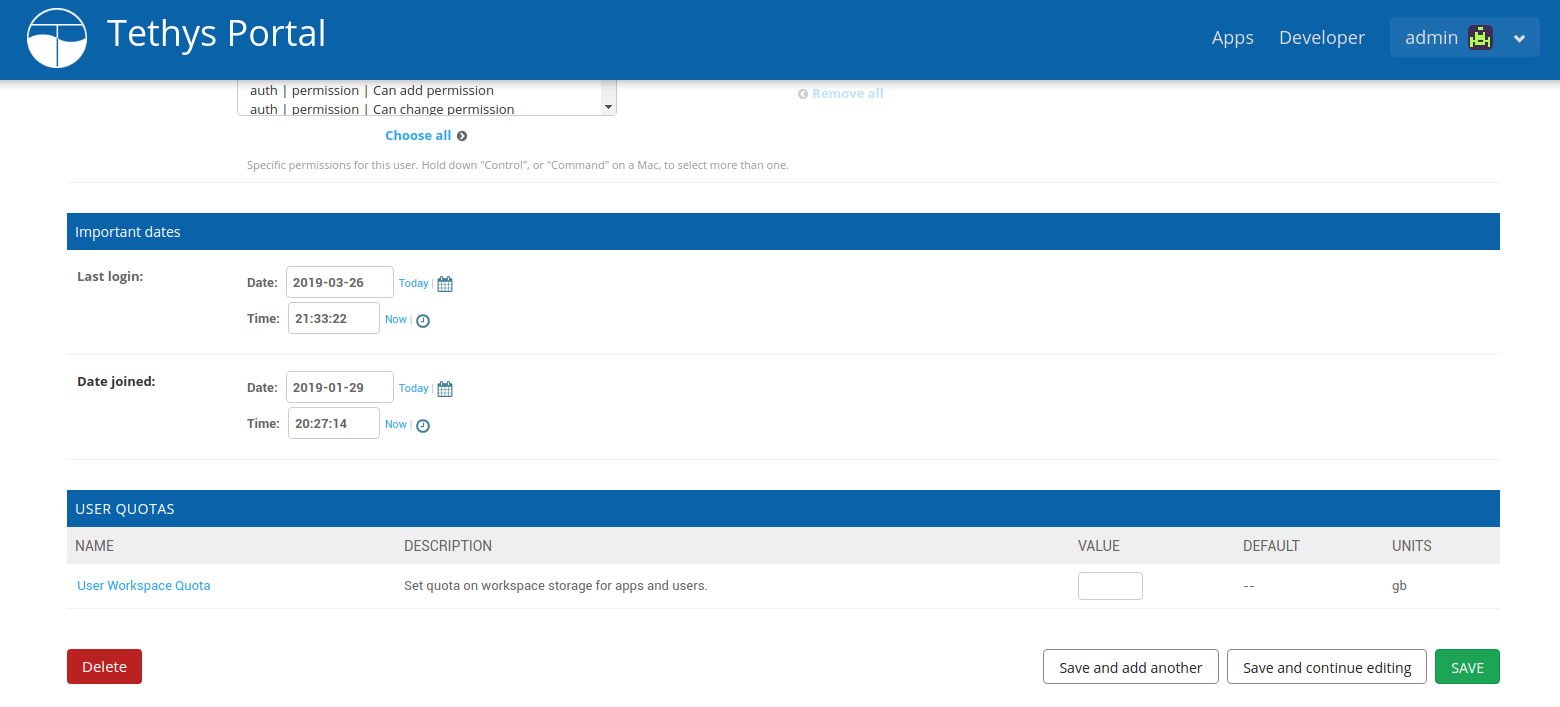 Tethys Portal
Apps Developer admin
auth | permission | Can add permission
auth | permission | Can change permission
Remove all
Choose all
Specific permissions for this user. Hold down "Control", or "Command" on a Mac, to select more than one.
Important dates
Last login:
Date: 2019-03-26 Today |
Time: 21:33:22 Now |
Date joined:
Date: 2019-01-29 Today |
Time: 20:27:14 Now |
USER QUOTAS
NAME DESCRIPTION VALUE DEFAULT UNITS
User Workspace Quota Set quota on workspace storage for apps and users. -- gb
Delete Save and add another Save and continue editing SAVE